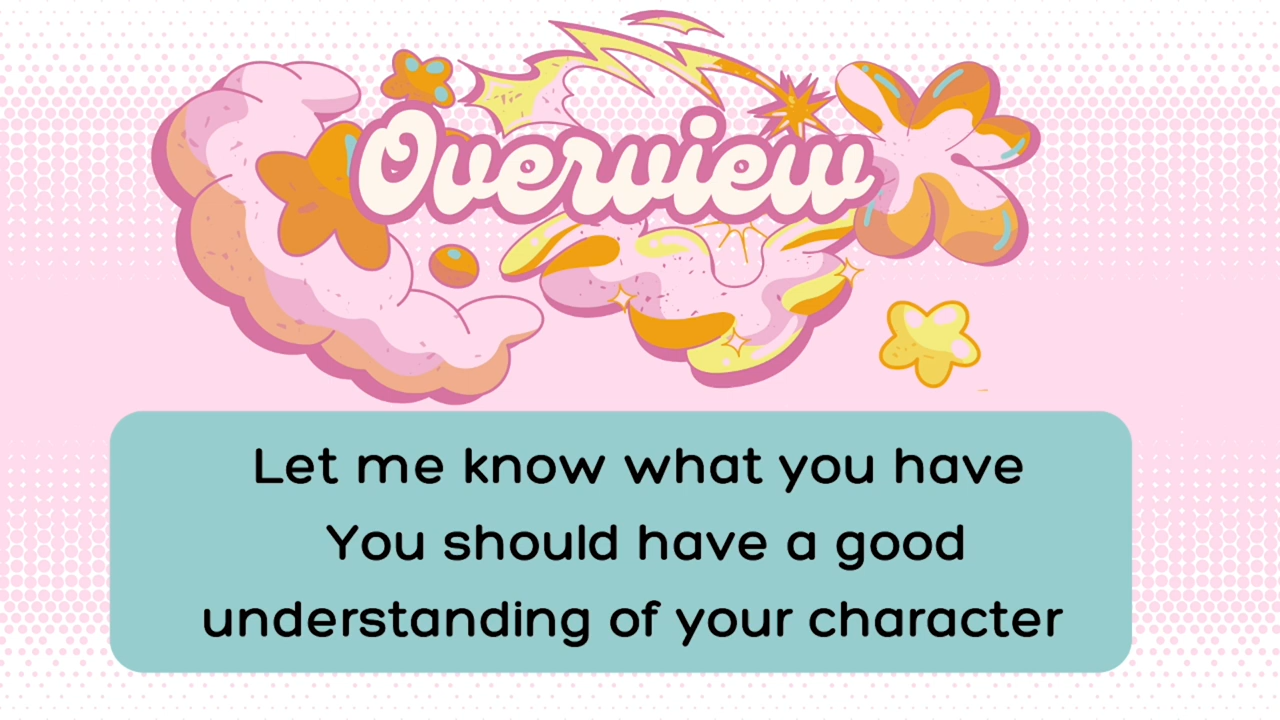 Overview
Let me know what you have
You should have a good
understanding of your character